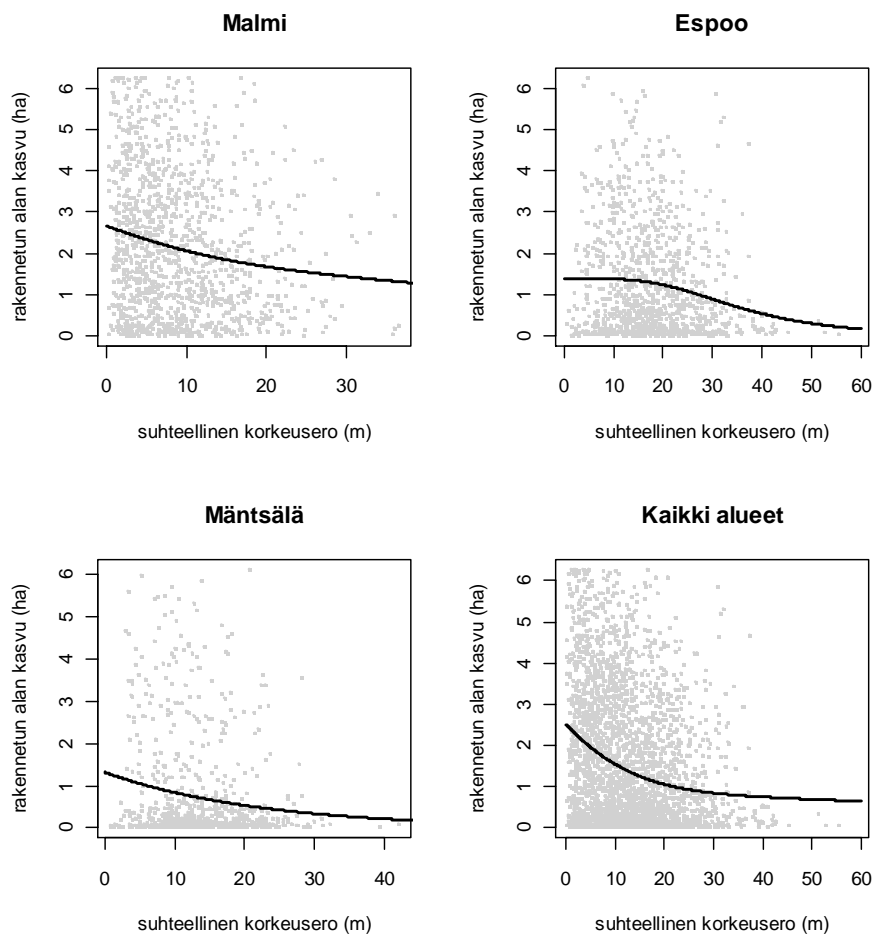 Malmi
rakennetun alan kasvu (ha)
0 1 2 3 4 5 6
0 10 20 30
suhteellinen korkeusero (m)
Espoo
rakennetun alan kasvu (ha)
0 1 2 3 4 5 6
0 10 20 30 40 50 60
suhteellinen korkeusero (m)
Mäntsälä
rakennetun alan kasvu (ha)
0 1 2 3 4 5 6
0 10 20 30 40
suhteellinen korkeusero (m)
Kaikki alueet
rakennetun alan kasvu (ha)
0 1 2 3 4 5 6
0 10 20 30 40 50 60
suhteellinen korkeusero (m)